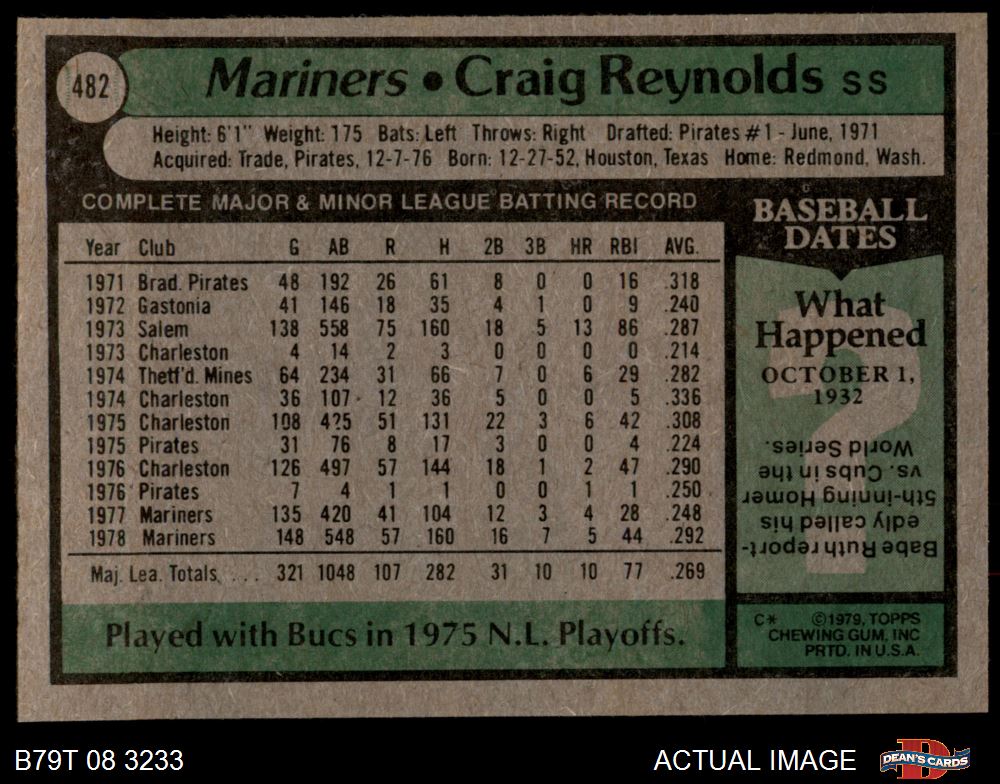 482
Mariners • Craig Reynolds SS
Height: 6'1" Weight: 175 Bats: Left Throws: Right Drafted: Pirates #1 - June, 1971
Acquired: Trade, Pirates, 12-7-76 Born: 12-27-52, Houston, Texas Home: Redmond, Wash.
COMPLETE MAJOR & MINOR LEAGUE BATTING RECORD
Year Club G AB R H 2B 3B HR RBI AVG.
1971 Brad. Pirates 48 192 26 61 8 0 0 16 .318
1972 Gastonia 41 146 18 35 4 1 0 9 .240
1973 Salem 138 558 75 160 18 5 13 86 .287
1973 Charleston 4 14 2 3 0 0 0 0 .214
1974 Thetf'd. Mines 64 234 31 66 7 0 6 29 .282
1974 Charleston 36 107 12 36 5 0 0 5 .336
1975 Charleston 108 425 51 131 22 3 6 42 .308
1975 Pirates 31 76 8 17 3 0 0 4 .224
1976 Charleston 126 497 57 144 18 1 2 47 .290
1976 Pirates 7 4 1 1 0 0 1 1 .250
1977 Mariners 135 420 41 104 12 3 4 28 .248
1978 Mariners 148 548 57 160 16 7 5 44 .292
Maj. Lea. Totals. ... 321 1048 107 282 31 10 10 77 .269
Played with Bucs in 1975 N.L. Playoffs.
BASEBALL
DATES
What
Happened
OCTOBER 1,
1932
Babe Ruth report-
edly called his
5th-inning Homer
vs. Cubs in the
World Series.
C* ©1979, TOPPS
CHEWING GUM, INC
PRTD. IN U.S.A.
B79T 08 3233
ACTUAL IMAGE
D
DEAN'S CARDS